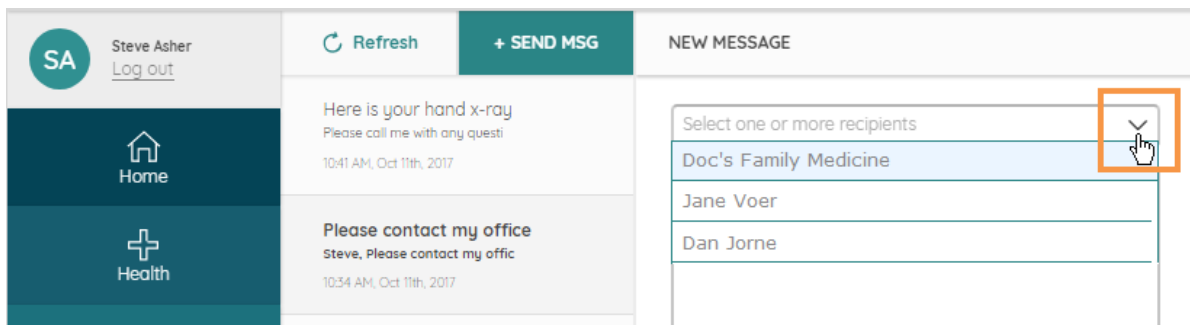 SA
Steve Asher
Log out
Home
Health
Refresh
+ SEND MSG
Here is your hand x-ray
Please call me with any questi
10:41 AM, Oct 11th, 2017
Please contact my office
Steve, Please contact my offic
10:34 AM, Oct 11th, 2017
NEW MESSAGE
Select one or more recipients
Doc's Family Medicine
Jane Voer
Dan Jorne